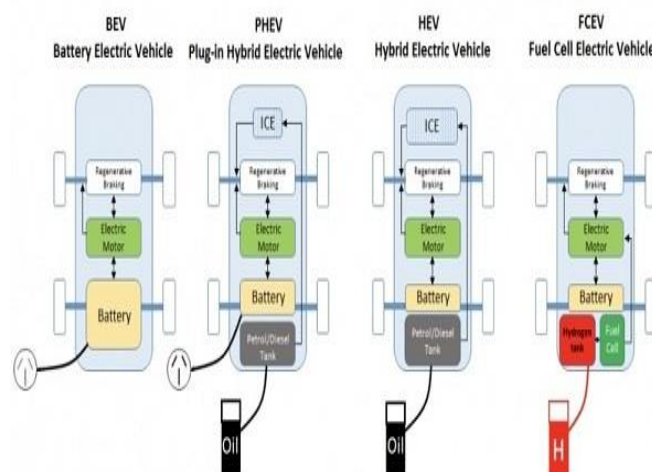 BEV
Battery Electric Vehicle
PHEV
Plug-in Hybrid Electric Vehicle
HEV
Hybrid Electric Vehicle
FCEV
Fuel Cell Electric Vehicle
Regenerative
Braking
Electric
Motor
Battery
ICE
Regenerative
Braking
Electric
Motor
Battery
Petrol/Diesel
Tank
Oil
ICE
Regenerative
Braking
Electric
Motor
Battery
Petrol/Diesel
Tank
Oil
Regenerative
Braking
Electric
Motor
Battery
Hydrogen
tank
Fuel
Cell
H